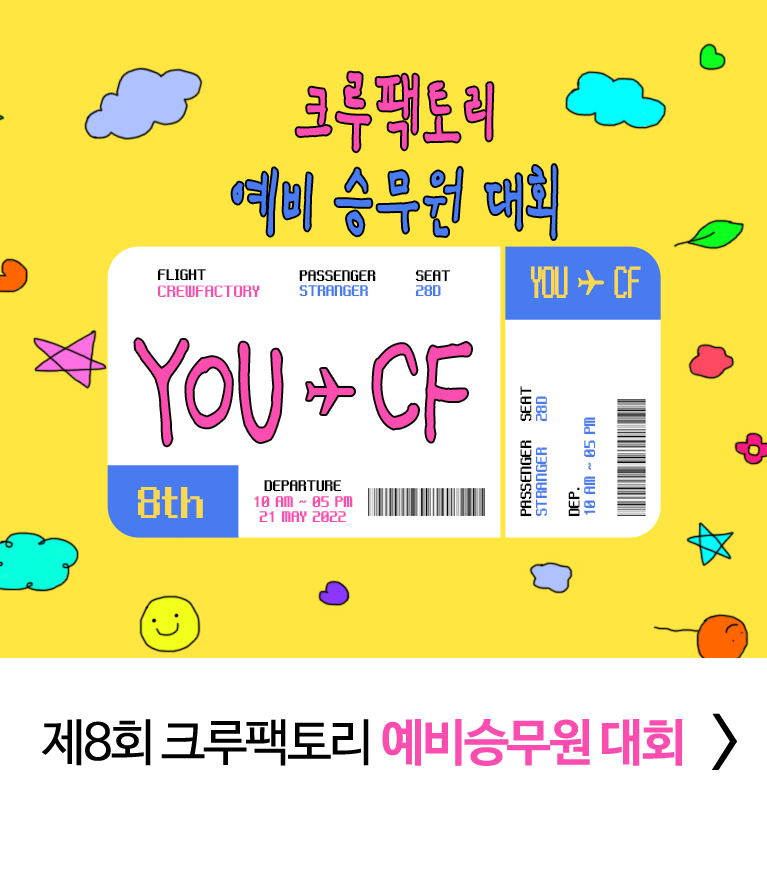 크루팩토리
예비 승무원 대회
FLIGHT
CREWFACTORY
PASSENGER
STRANGER
SEAT
28D
YOU CF
8th
DEPARTURE
10 AM ~ 05 PM
21 MAY 2022
YOU CF
PASSENGER SEAT
STRANGER 28D
DEP.
10 AM ~ 05 PM
제8회 크루팩토리 예비승무원 대회